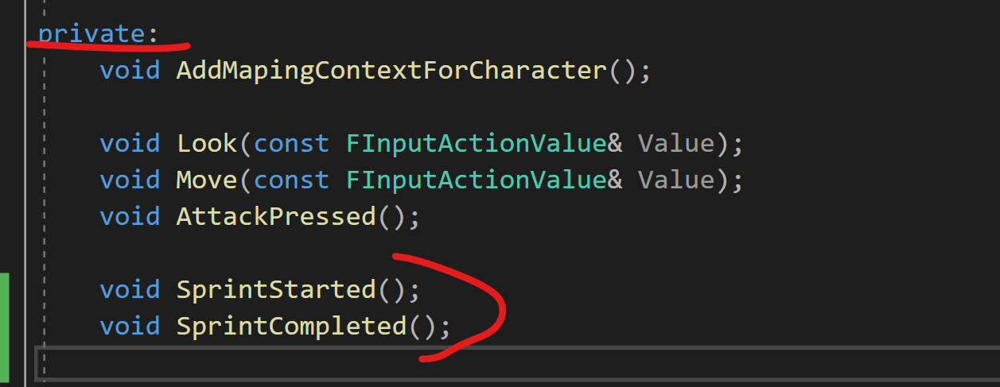 private:
void AddMapingContextForCharacter();
void Look(const FInputActionValue& Value);
void Move(const FInputActionValue& Value);
void AttackPressed();
void SprintStarted();
void SprintCompleted();